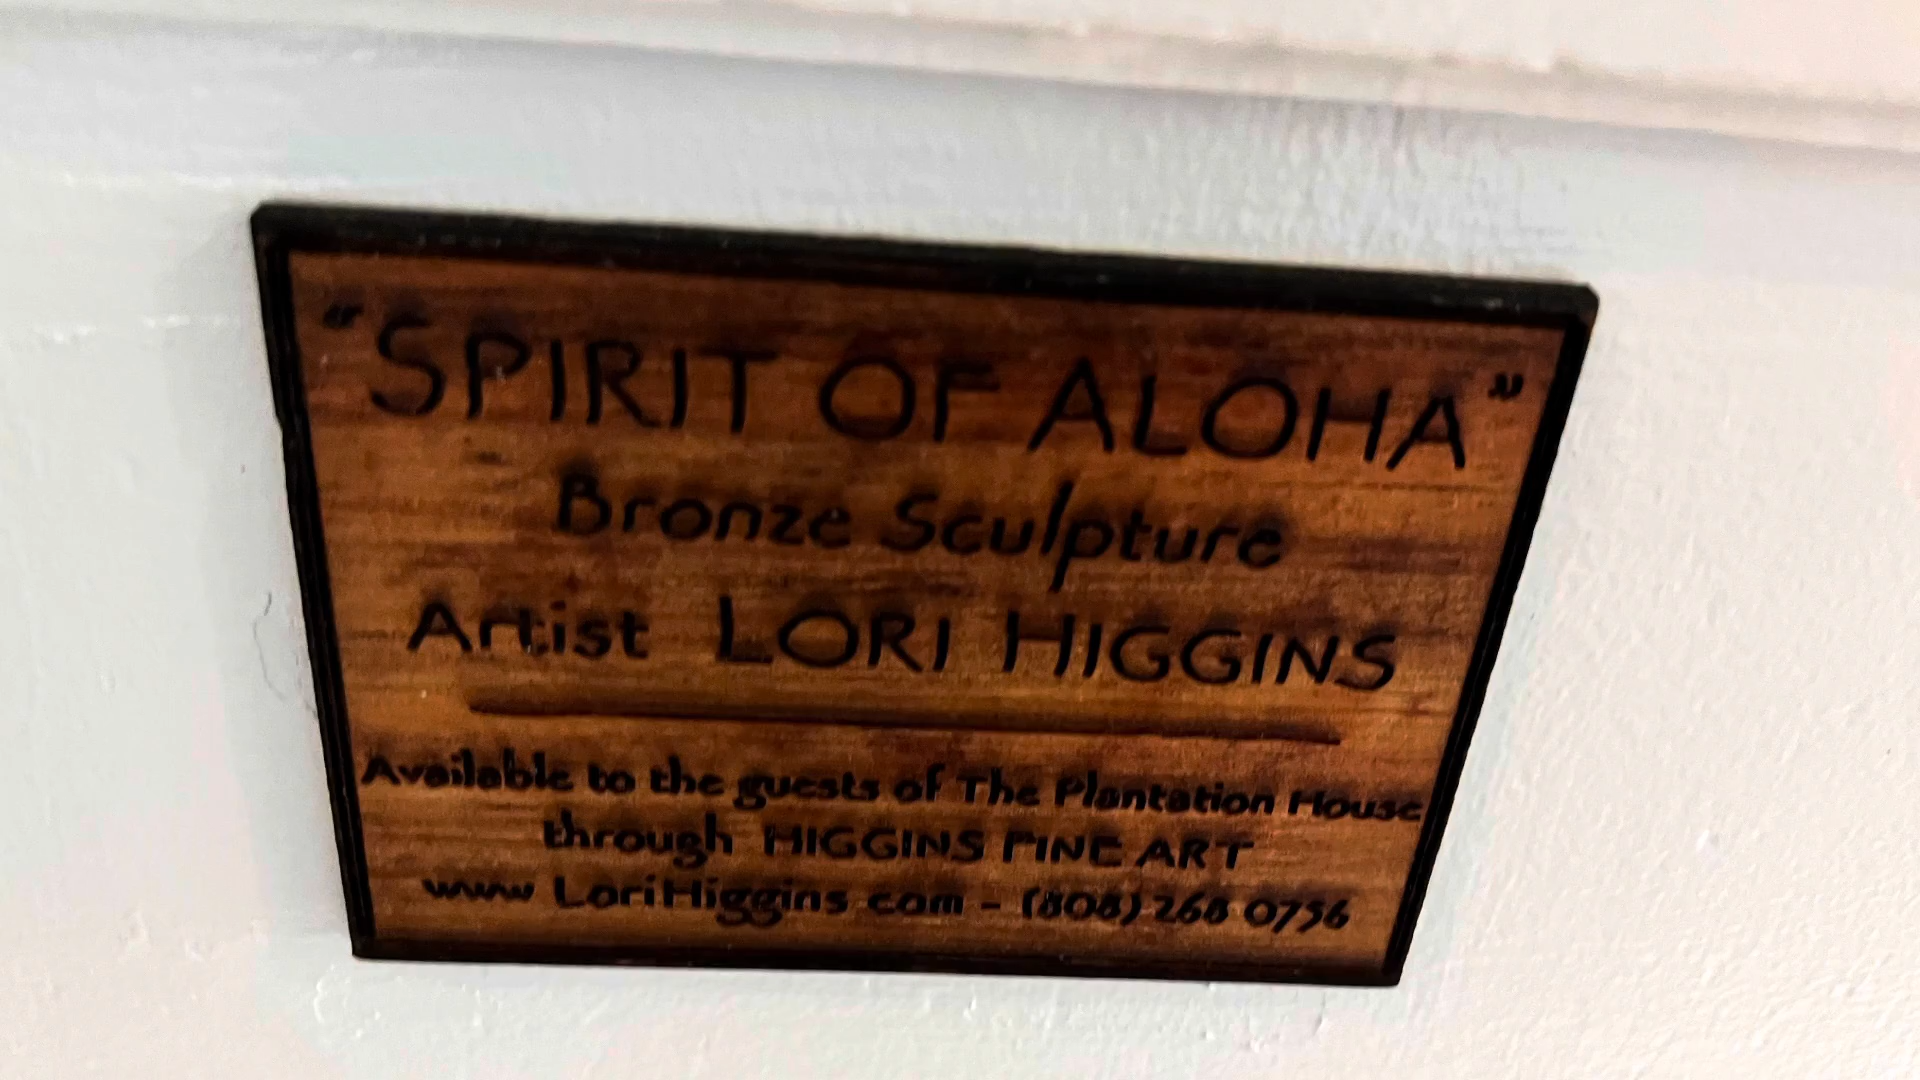 "SPIRIT OF ALOHA"
Bronze Sculpture
Artist LORI HIGGINS
Available to the guests of The Plantation House
through HIGGINS FINE ART
www LoriHiggins com - (808) 268 0756